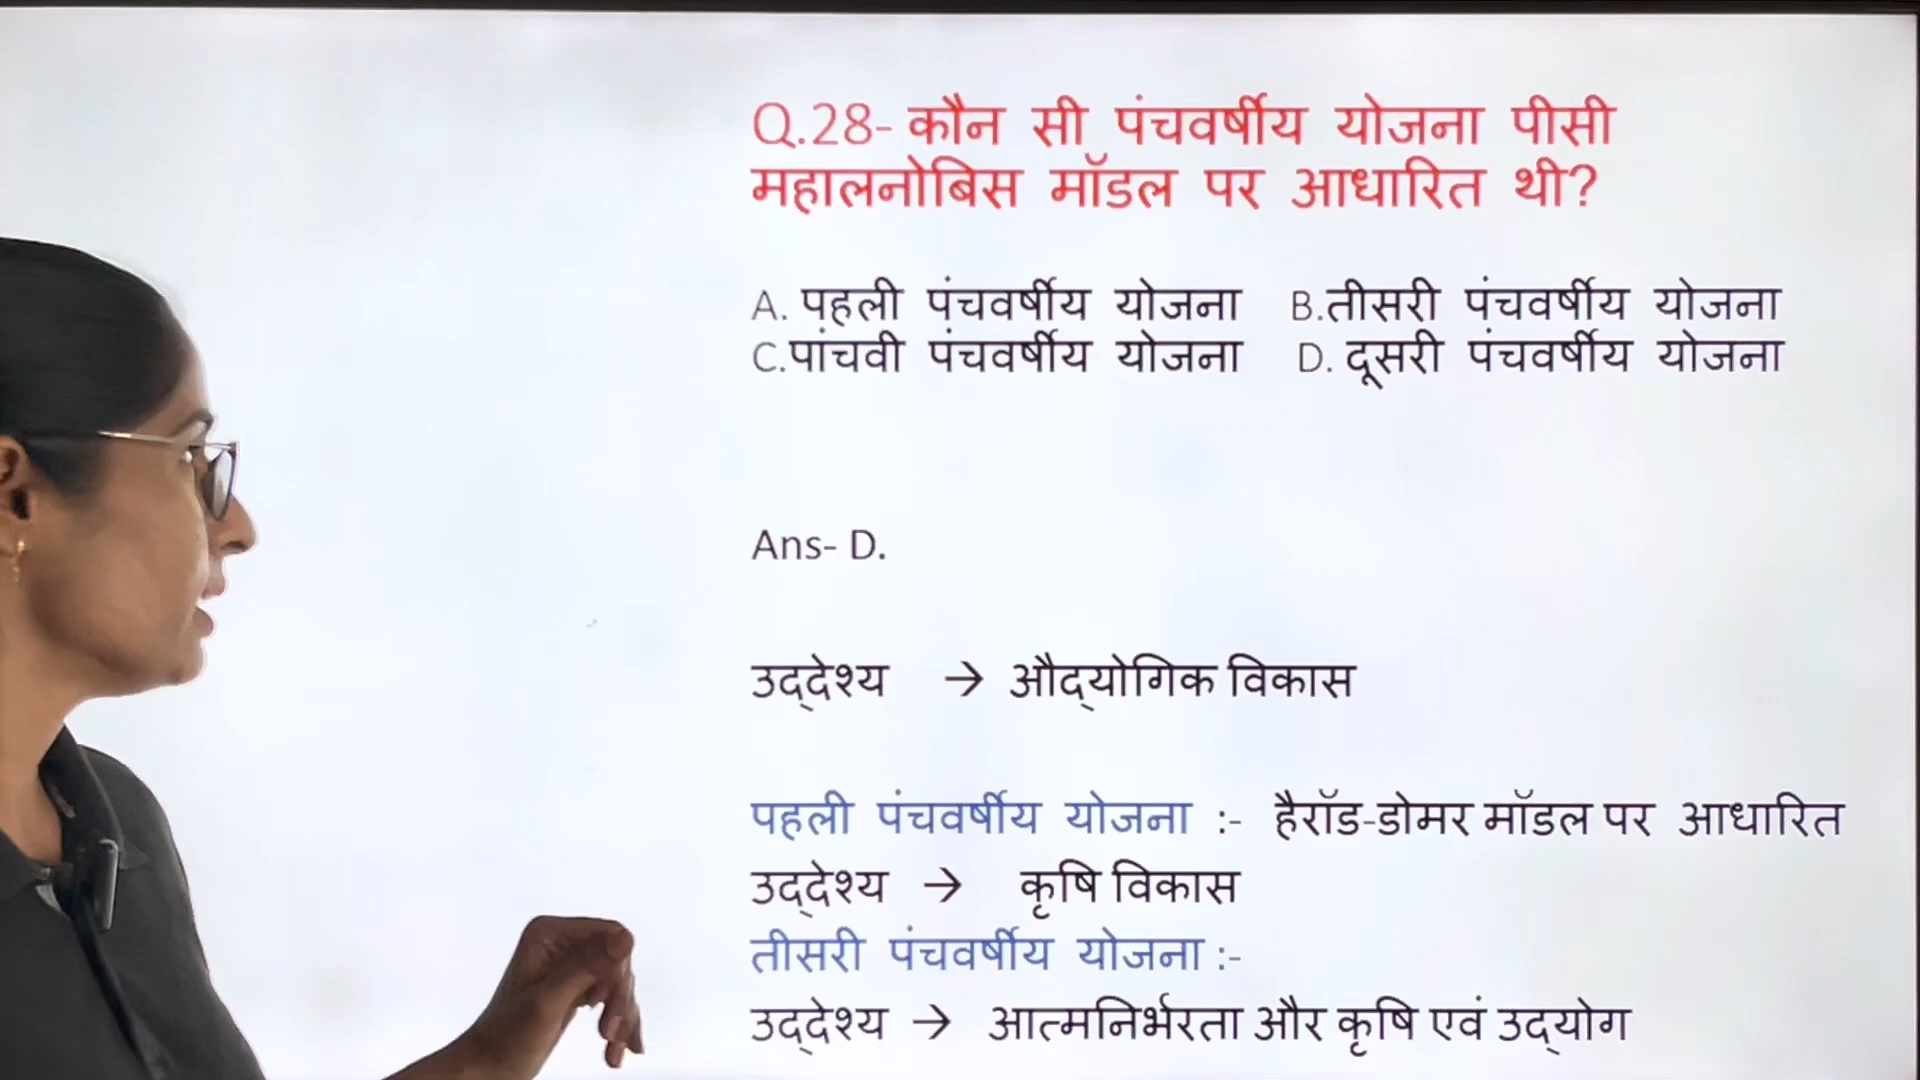 Q.28- कौन सी पंचवर्षीय योजना पीसी
महालनोबिस मॉडल पर आधारित थी?
A. पहली पंचवर्षीय योजना B.तीसरी पंचवर्षीय योजना
C.पांचवी पंचवर्षीय योजना D. दूसरी पंचवर्षीय योजना
Ans- D.
उद्देश्य → औद्योगिक विकास
पहली पंचवर्षीय योजना :- हैरॉड-डोमर मॉडल पर आधारित
उद्देश्य → कृषि विकास
तीसरी पंचवर्षीय योजना :-
उद्देश्य → आत्मनिर्भरता और कृषि एवं उद्योग